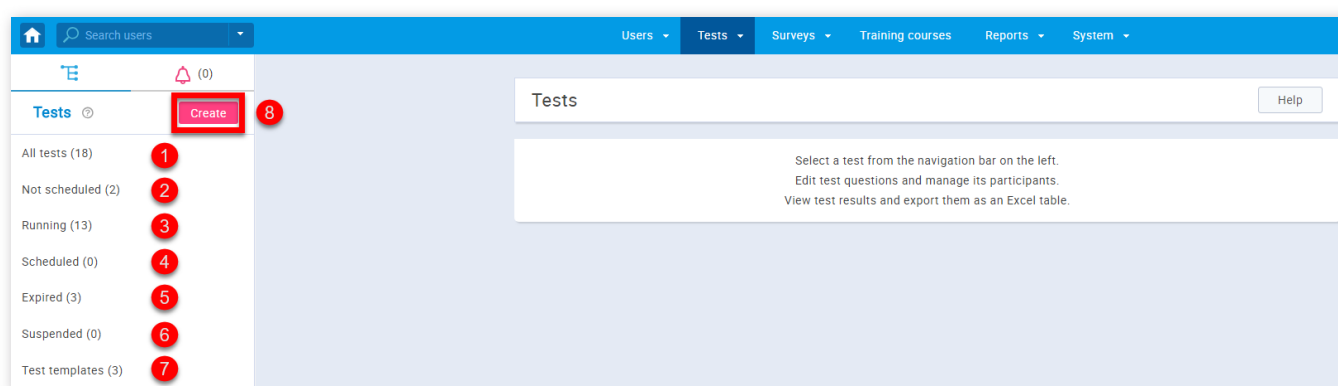 Search users
Users Tests Surveys Training courses Reports System
(0)
Tests ? Create 8
All tests (18) 1
Not scheduled (2) 2
Running (13) 3
Scheduled (0) 4
Expired (3) 5
Suspended (0) 6
Test templates (3) 7
Tests Help
Select a test from the navigation bar on the left.
Edit test questions and manage its participants.
View test results and export them as an Excel table.